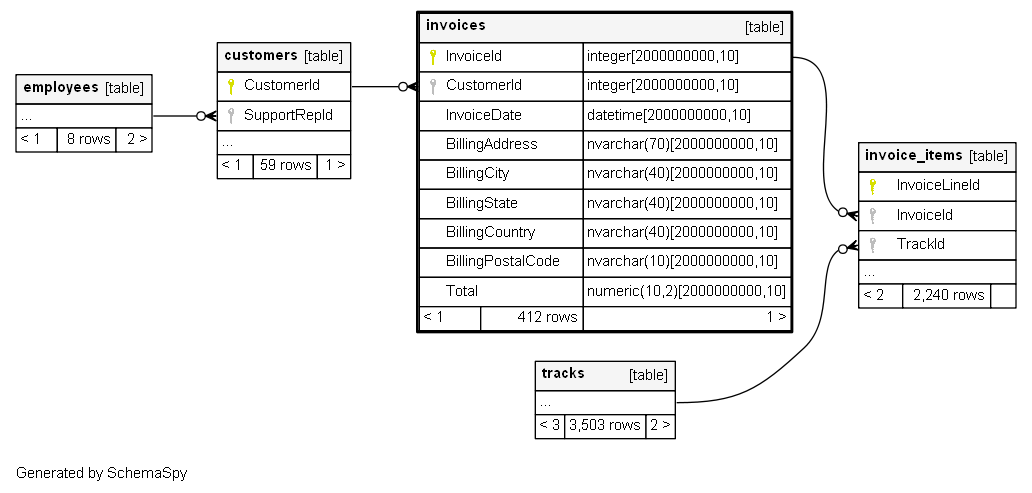 employees [table]
...
< 1 8 rows 2 >
customers [table]
CustomerId
SupportRepId
...
< 1 59 rows 1 >
invoices [table]
InvoiceId integer[2000000000,10]
CustomerId integer[2000000000,10]
InvoiceDate datetime[2000000000,10]
BillingAddress nvarchar(70)[2000000000,10]
BillingCity nvarchar(40)[2000000000,10]
BillingState nvarchar(40)[2000000000,10]
BillingCountry nvarchar(40)[2000000000,10]
BillingPostalCode nvarchar(10)[2000000000,10]
Total numeric(10,2)[2000000000,10]
< 1 412 rows 1 >
invoice_items [table]
InvoiceLineId
InvoiceId
TrackId
...
< 2 2,240 rows
tracks [table]
...
< 3 3,503 rows 2 >
Generated by SchemaSpy